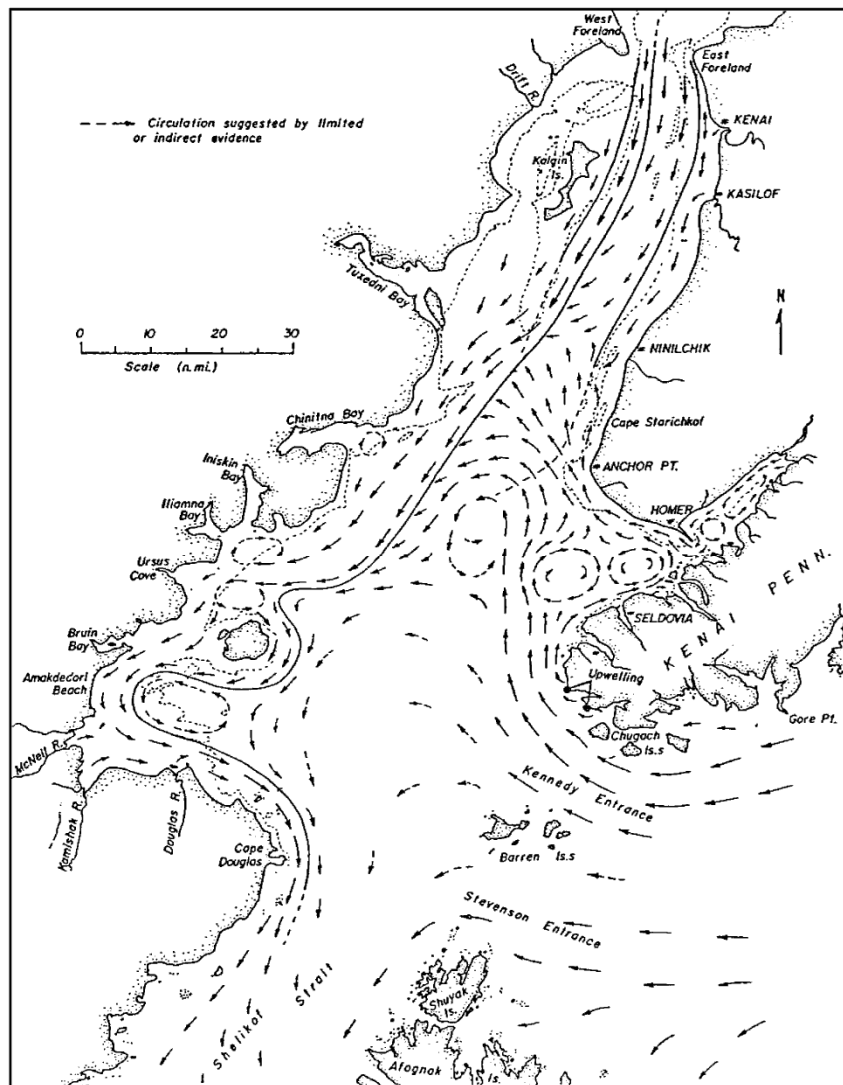 West
Foreland
East
Foreland
Drift R.
KENAI
Circulation suggested by limited
or indirect evidence
Kalgin
Is.
KASILOF
Tuxedni Bay
N
0 10 20 30
Scale (n. mi.)
NINILCHIK
Chinitna Bay
Cape Starichkof
Iniskin
Bay
ANCHOR PT.
Iliamna
Bay
HOMER
Ursus
Cove
KENAI PENN.
SELDOVIA
Bruin
Bay
Amakdedori
Beach
Upwelling
Gore Pt.
Chugach
Is.s
McNeil R.
Kennedy Entrance
Kamishak R.
Douglas R.
Cape
Douglas
Barren Is.s
Stevenson
Entrance
Shelikof Strait
Shuyak
Is.
Afognak Is.